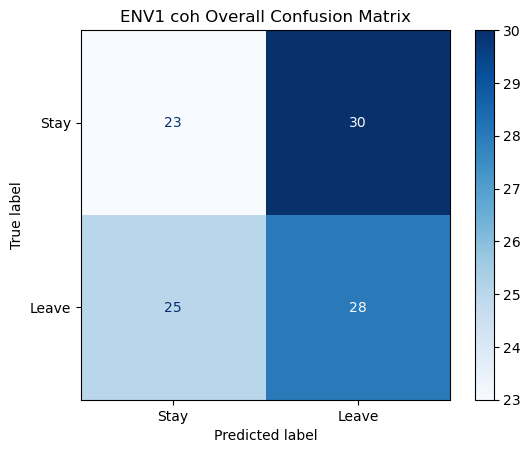 ENV1 coh Overall Confusion Matrix
Stay
23
30
Leave
25
28
Stay
Leave
True label
Predicted label
30
29
28
27
26
25
24
23